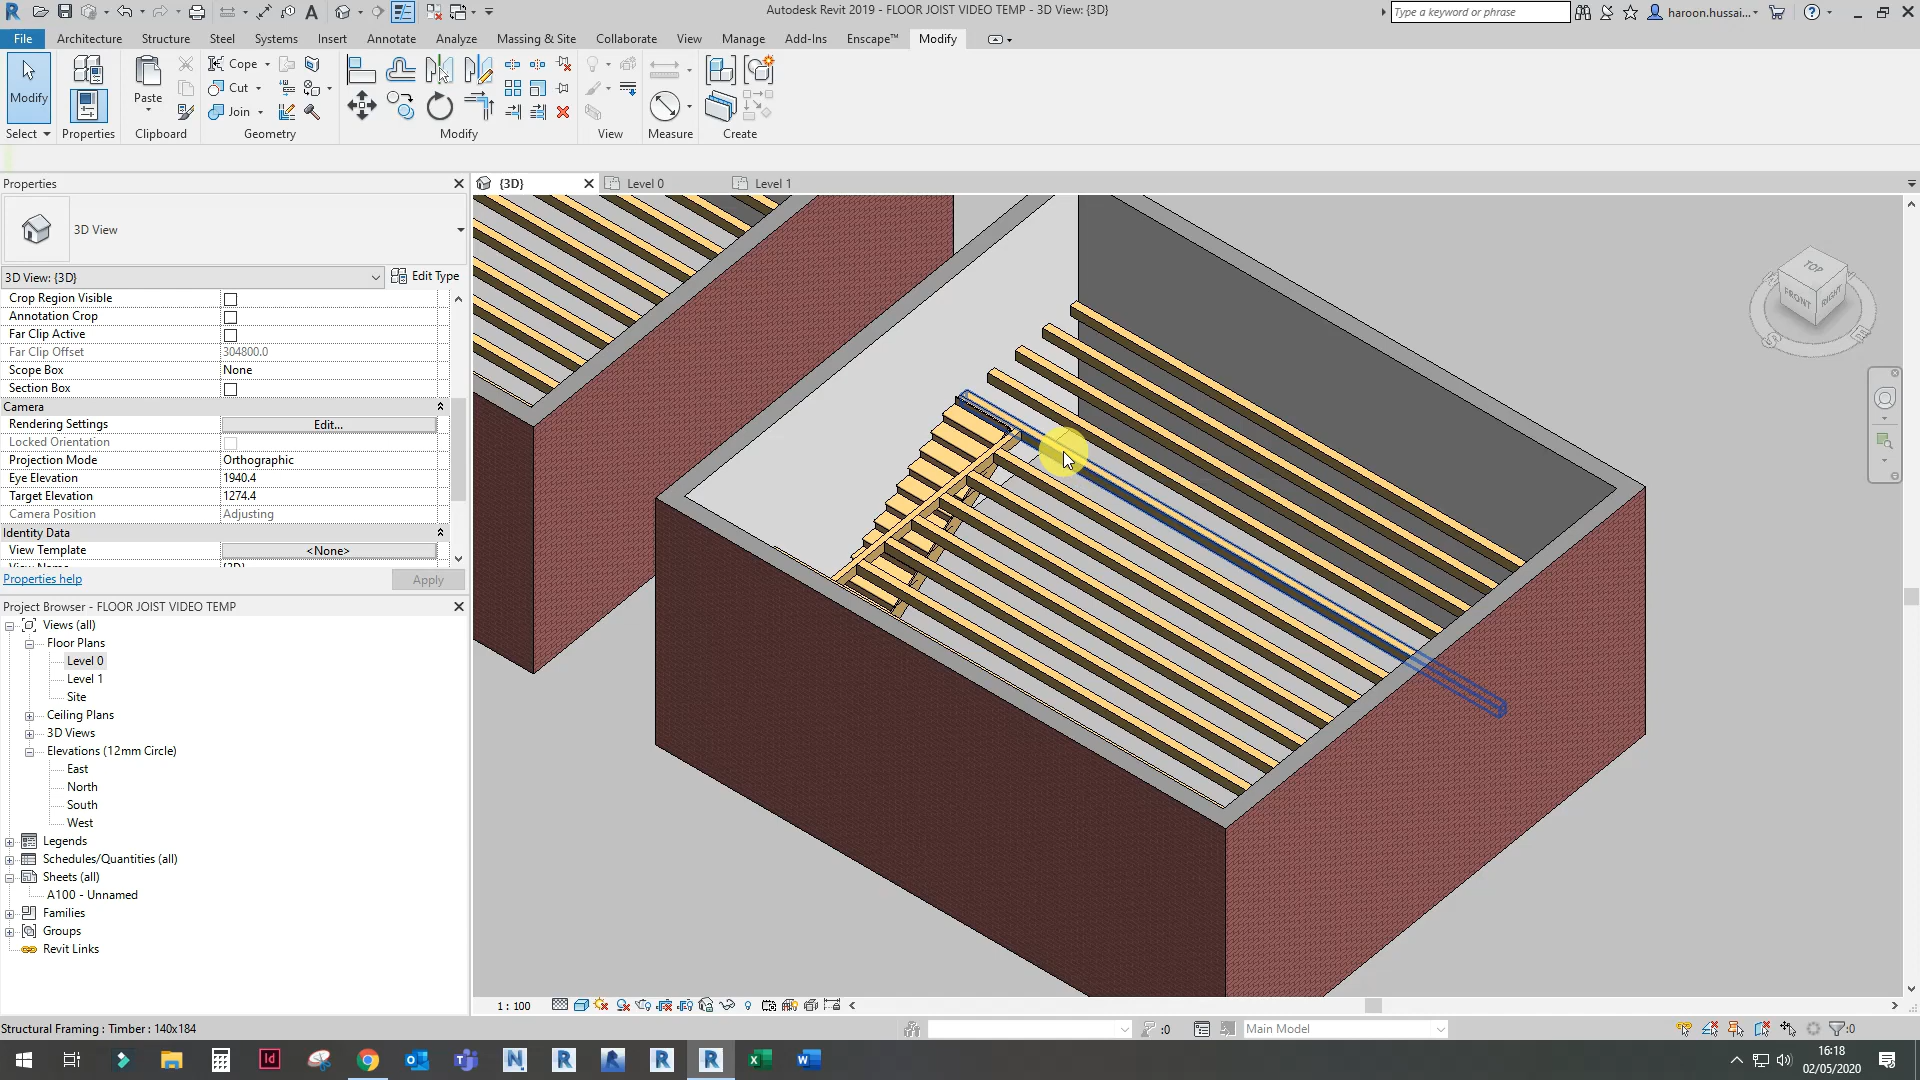 Autodesk Revit 2019 - FLOOR JOIST VIDEO TEMP - 3D View: {3D}
Type a keyword or phrase
haroon.hussai...
File Architecture Structure Steel Systems Insert Annotate Analyze Massing & Site Collaborate View Manage Add-Ins Enscape™ Modify
Modify
Paste
Cope
Cut
Join
Select Properties Clipboard Geometry Modify View Measure Create
Properties
{3D} Level 0 Level 1
3D View
3D View: {3D} Edit Type
Crop Region Visible
Annotation Crop
Far Clip Active
Far Clip Offset 304800.0
Scope Box None
Section Box
Camera
Rendering Settings Edit...
Locked Orientation
Projection Mode Orthographic
Eye Elevation 1940.4
Target Elevation 1274.4
Camera Position Adjusting
Identity Data
View Template <None>
Properties help Apply
TOP
FRONT RIGHT
Project Browser - FLOOR JOIST VIDEO TEMP
Views (all)
Floor Plans
Level 0
Level 1
Site
Ceiling Plans
3D Views
Elevations (12mm Circle)
East
North
South
West
Legends
Schedules/Quantities (all)
Sheets (all)
A100 - Unnamed
Families
Groups
Revit Links
1 : 100
Structural Framing : Timber : 140x184
:0
Main Model
:0
16:18
02/05/2020